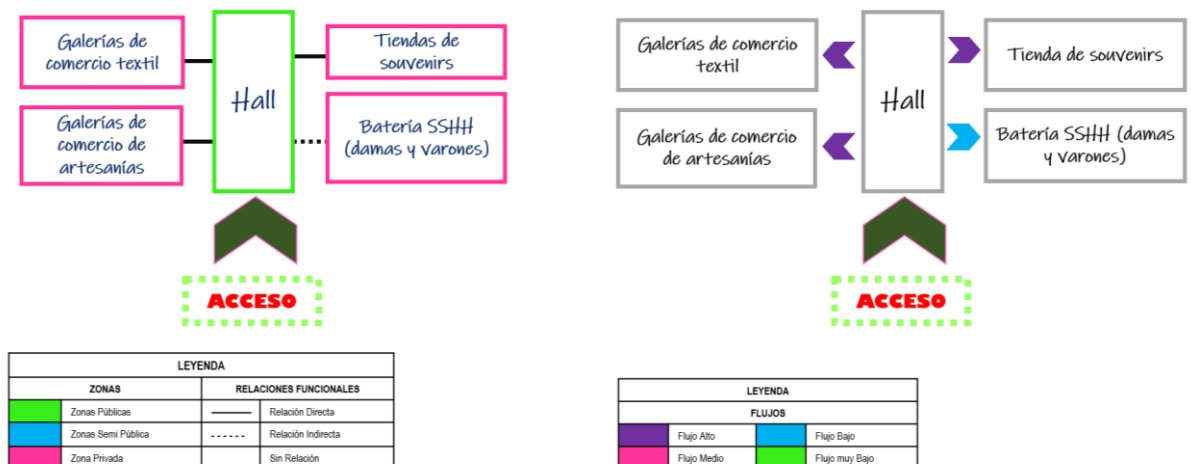 Galerías de
comercio textil
Tiendas de
souvenirs
Hall
Galerías de
comercio de
artesanías
Batería SSHH
(damas y varones)
ACCESO
LEYENDA
ZONAS
RELACIONES FUNCIONALES
Zonas Públicas
Relación Directa
Zonas Semi Pública
Relación Indirecta
Zona Privada
Sin Relación
Galerías de comercio
textil
Tienda de souvenirs
Hall
Galerías de comercio
de artesanías
Batería SSHH (damas
y varones)
ACCESO
LEYENDA
FLUJOS
Flujo Alto
Flujo Bajo
Flujo Medio
Flujo muy Bajo